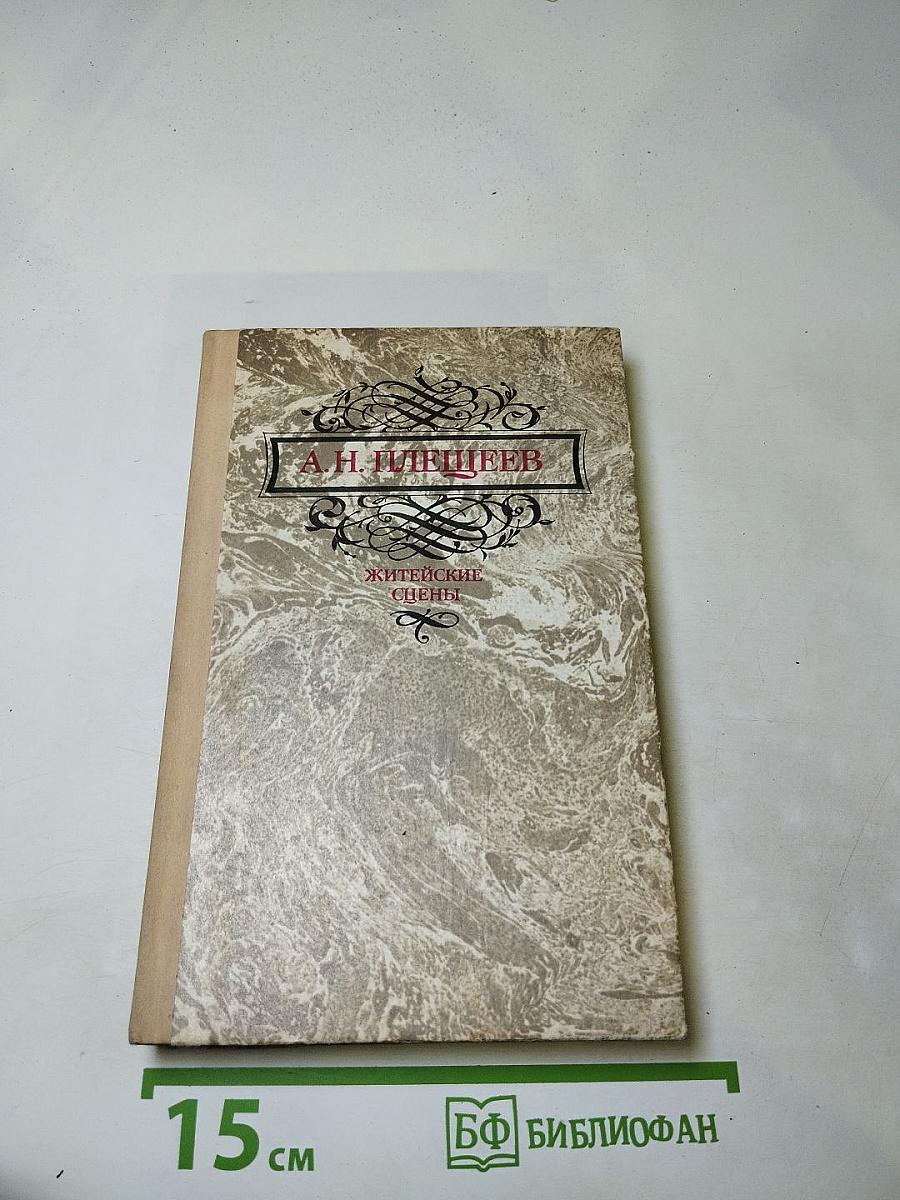 А. Н. ПЛЕЩЕЕВ
ЖИТЕЙСКИЕ
СЦЕНЫ
15 см
БФ БИБЛИОФАН